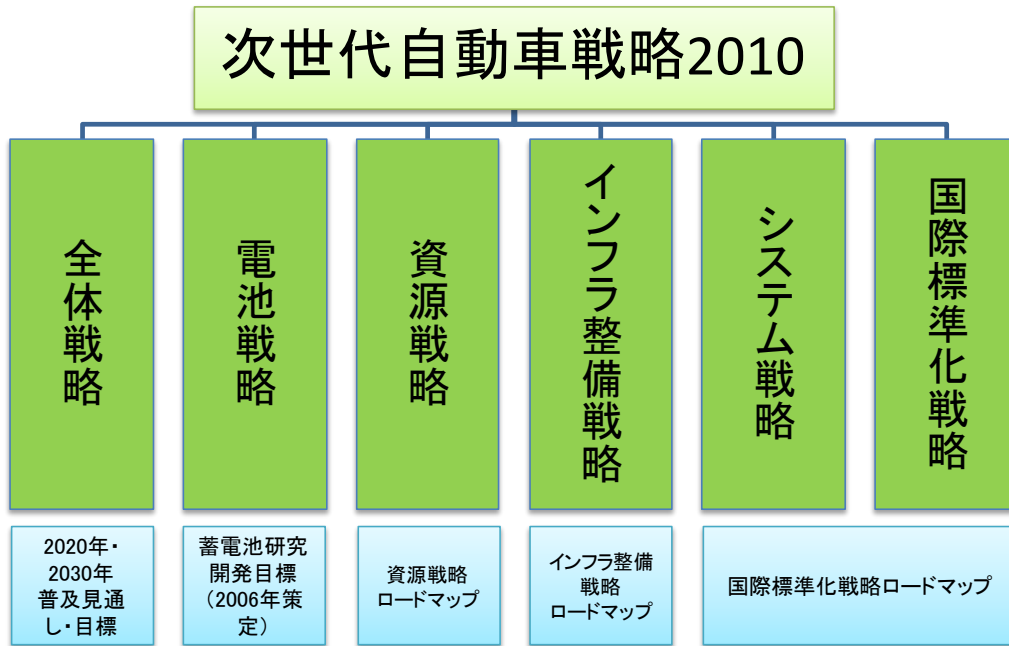 次世代自動車戦略2010
全体戦略
電池戦略
資源戦略
インフラ整備戦略
システム戦略
国際標準化戦略
2020年・
2030年
普及見通
し・目標
蓄電池研究
開発目標
（2006年策
定）
資源戦略
ロードマップ
インフラ整備
戦略
ロードマップ
国際標準化戦略ロードマップ